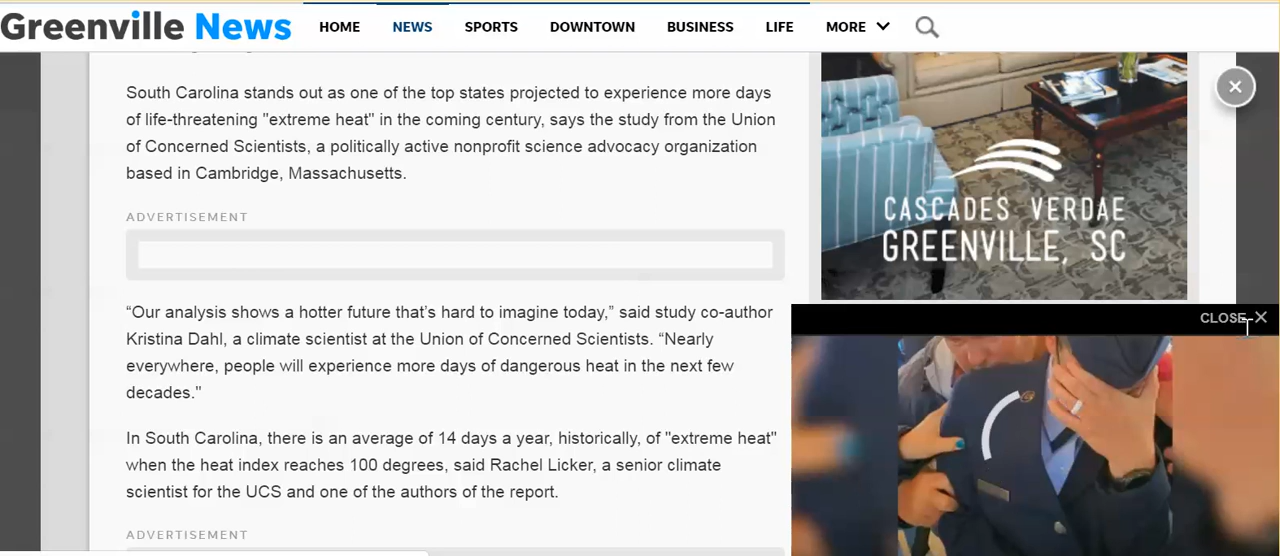 Greenville News
HOME NEWS SPORTS DOWNTOWN BUSINESS LIFE MORE
South Carolina stands out as one of the top states projected to experience more days
of life-threatening "extreme heat" in the coming century, says the study from the Union
of Concerned Scientists, a politically active nonprofit science advocacy organization
based in Cambridge, Massachusetts.
ADVERTISEMENT
“Our analysis shows a hotter future that’s hard to imagine today,” said study co-author
Kristina Dahl, a climate scientist at the Union of Concerned Scientists. “Nearly
everywhere, people will experience more days of dangerous heat in the next few
decades."
In South Carolina, there is an average of 14 days a year, historically, of "extreme heat"
when the heat index reaches 100 degrees, said Rachel Licker, a senior climate
scientist for the UCS and one of the authors of the report.
ADVERTISEMENT
CASCADES VERDAE
GREENVILLE, SC
CLOSE